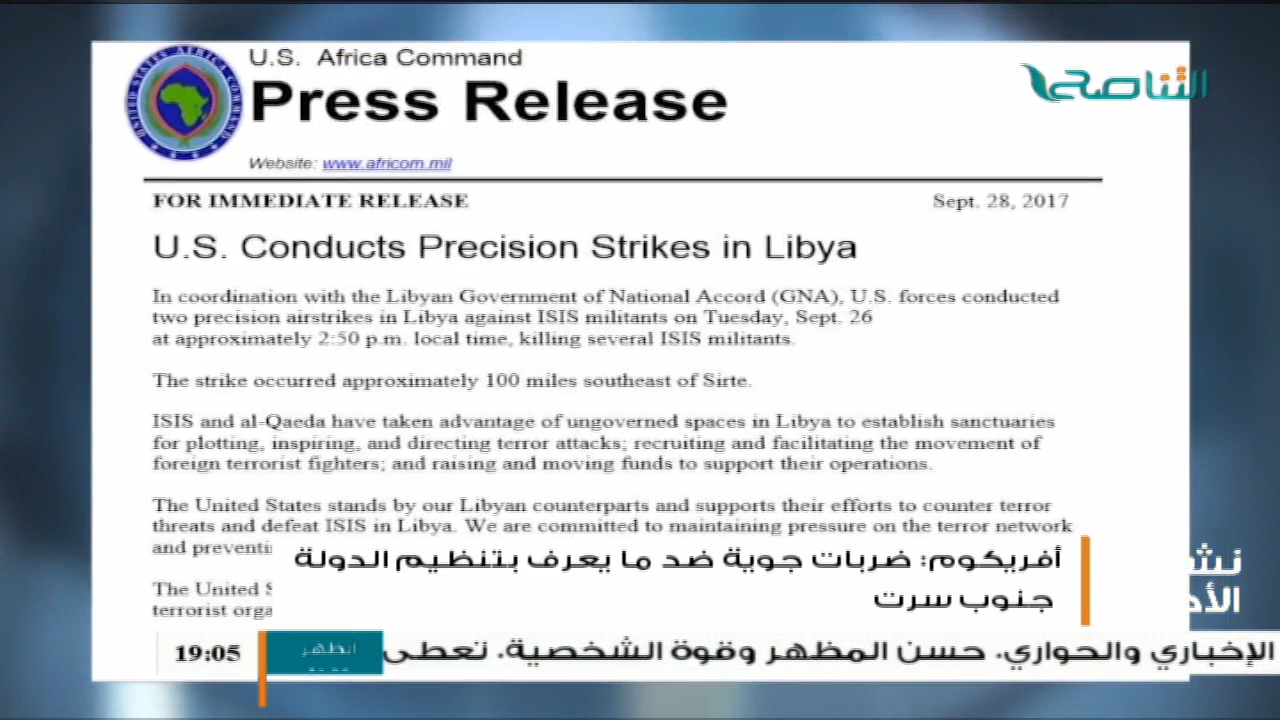 U.S. Africa Command
Press Release
Website: www.africom.mil
UNITED STATES AFRICA COMMAND
التناصح
FOR IMMEDIATE RELEASE
Sept. 28, 2017
U.S. Conducts Precision Strikes in Libya
In coordination with the Libyan Government of National Accord (GNA), U.S. forces conducted
two precision airstrikes in Libya against ISIS militants on Tuesday, Sept. 26
at approximately 2:50 p.m. local time, killing several ISIS militants.
The strike occurred approximately 100 miles southeast of Sirte.
ISIS and al-Qaeda have taken advantage of ungoverned spaces in Libya to establish sanctuaries
for plotting, inspiring, and directing terror attacks; recruiting and facilitating the movement of
foreign terrorist fighters; and raising and moving funds to support their operations.
The United States stands by our Libyan counterparts and supports their efforts to counter terror
threats and defeat ISIS in Libya. We are committed to maintaining pressure on the terror network
and preventi
The United S
terrorist orga
أفريكوم: ضربات جوية ضد ما يعرف بتنظيم الدولة
جنوب سرت
19:05
الإخباري والحواري. حسن المظهر وقوة الشخصية. تعطى